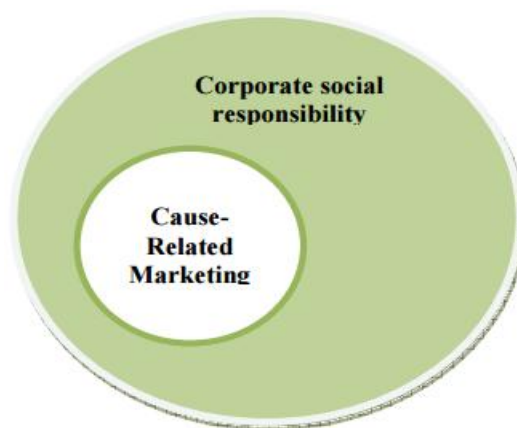 Corporate social
responsibility
Cause-
Related
Marketing